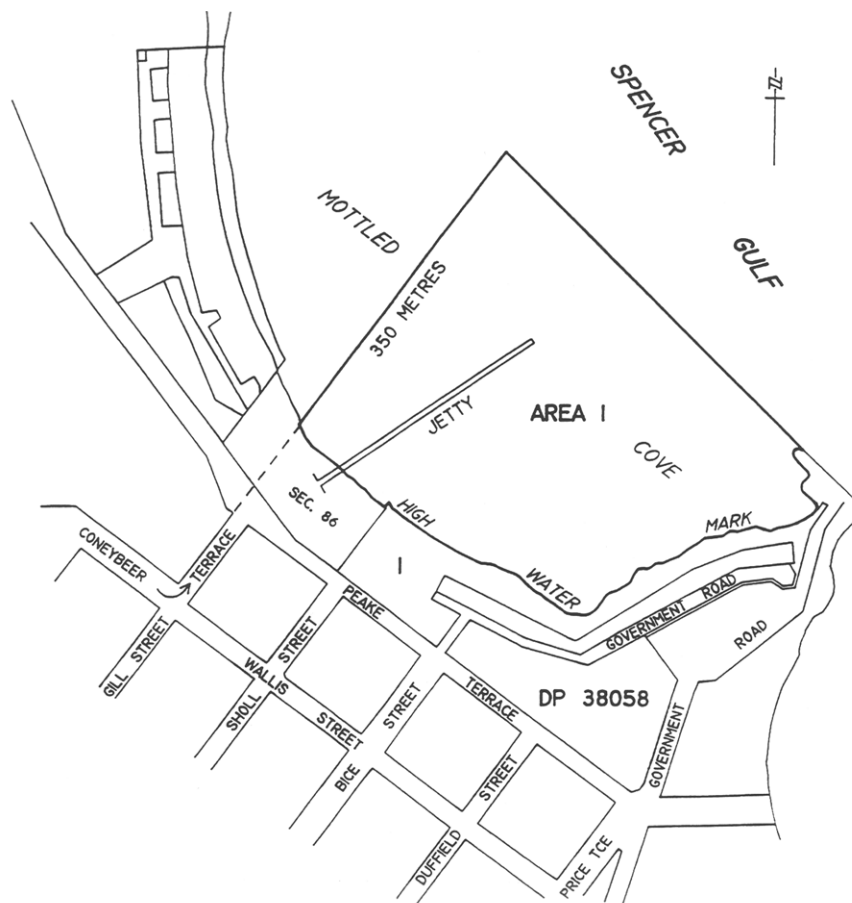 SPENCER
GULF
N
MOTTLED
COVE
350 METRES
JETTY
AREA 1
HIGH
WATER
MARK
SEC. 86
1
CONEYBEER
TERRACE
GILL STREET
SHOLL
STREET
WALLIS
STREET
PEAKE
TERRACE
BICE
STREET
DUFFIELD
STREET
PRICE TCE
DP 38058
GOVERNMENT ROAD
GOVERNMENT
ROAD